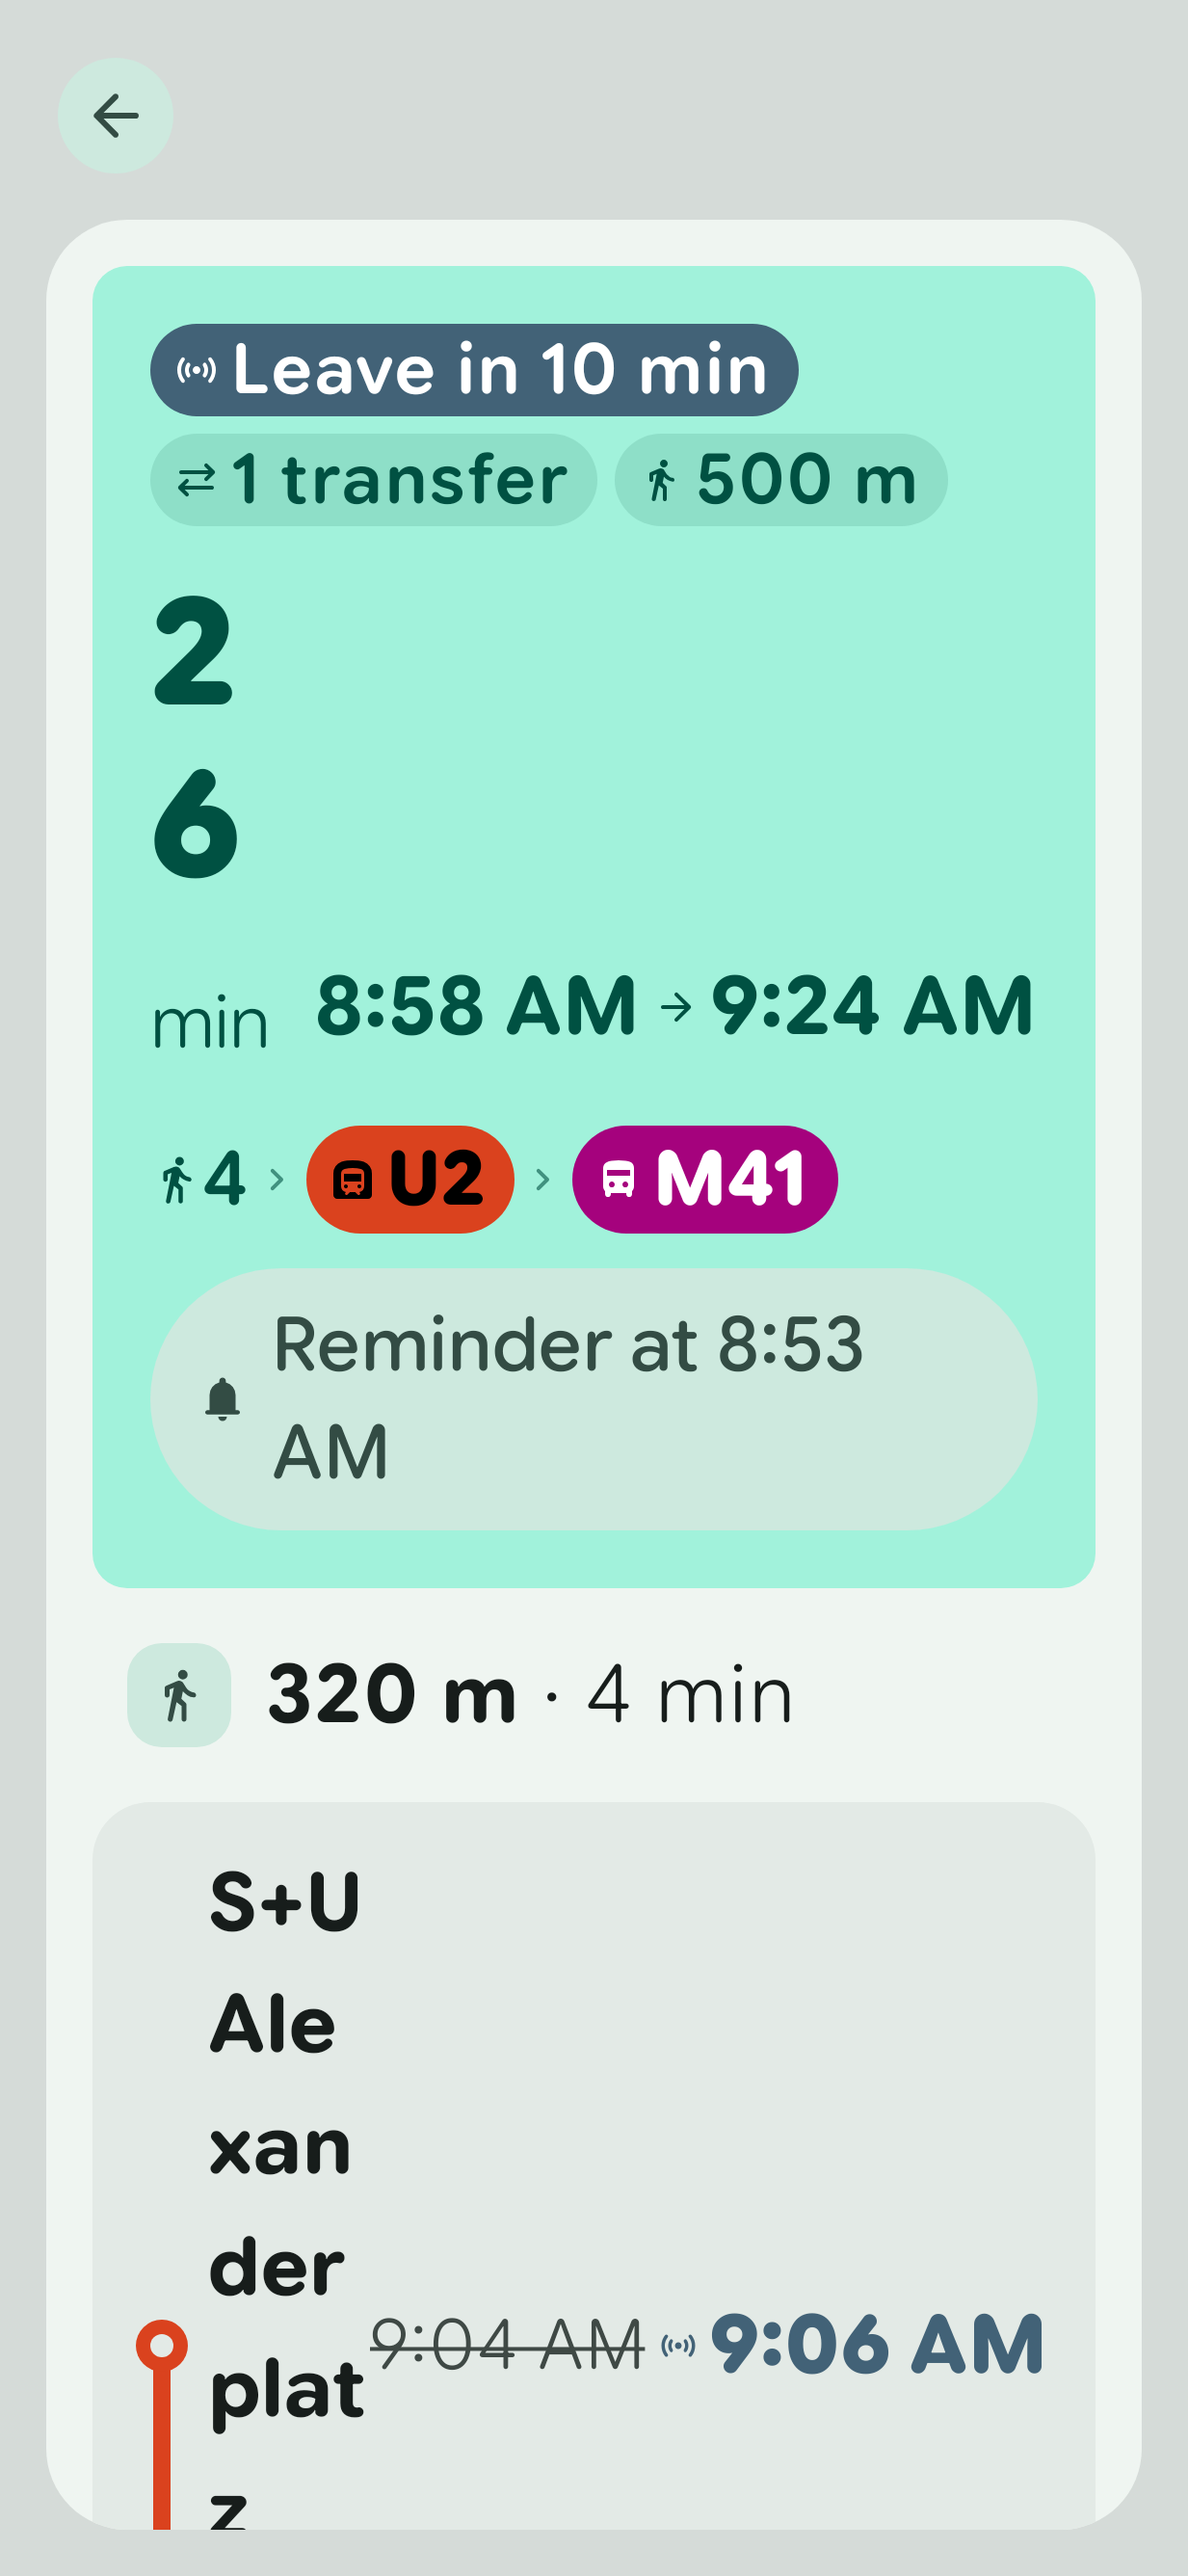 Leave in 10 min
1 transfer 500 m
2
6
min 8:58 AM → 9:24 AM
4 > U2 > M41
Reminder at 8:53
AM
320 m · 4 min
S+U
Ale
xan
der
plat
9:04 AM 9:06 AM
z